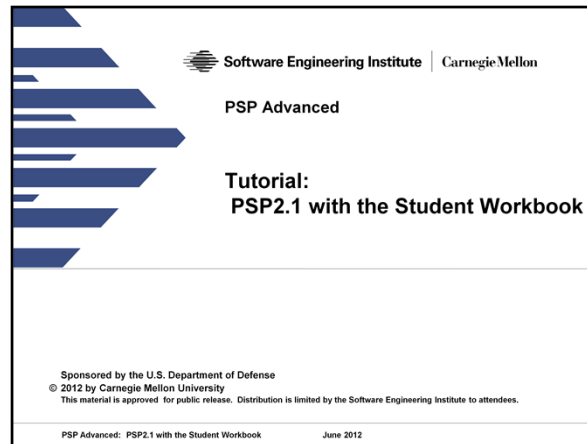 Software Engineering Institute | Carnegie Mellon
PSP Advanced
Tutorial:
PSP2.1 with the Student Workbook
Sponsored by the U.S. Department of Defense
© 2012 by Carnegie Mellon University
This material is approved for public release. Distribution is limited by the Software Engineering Institute to attendees.
PSP Advanced: PSP2.1 with the Student Workbook June 2012